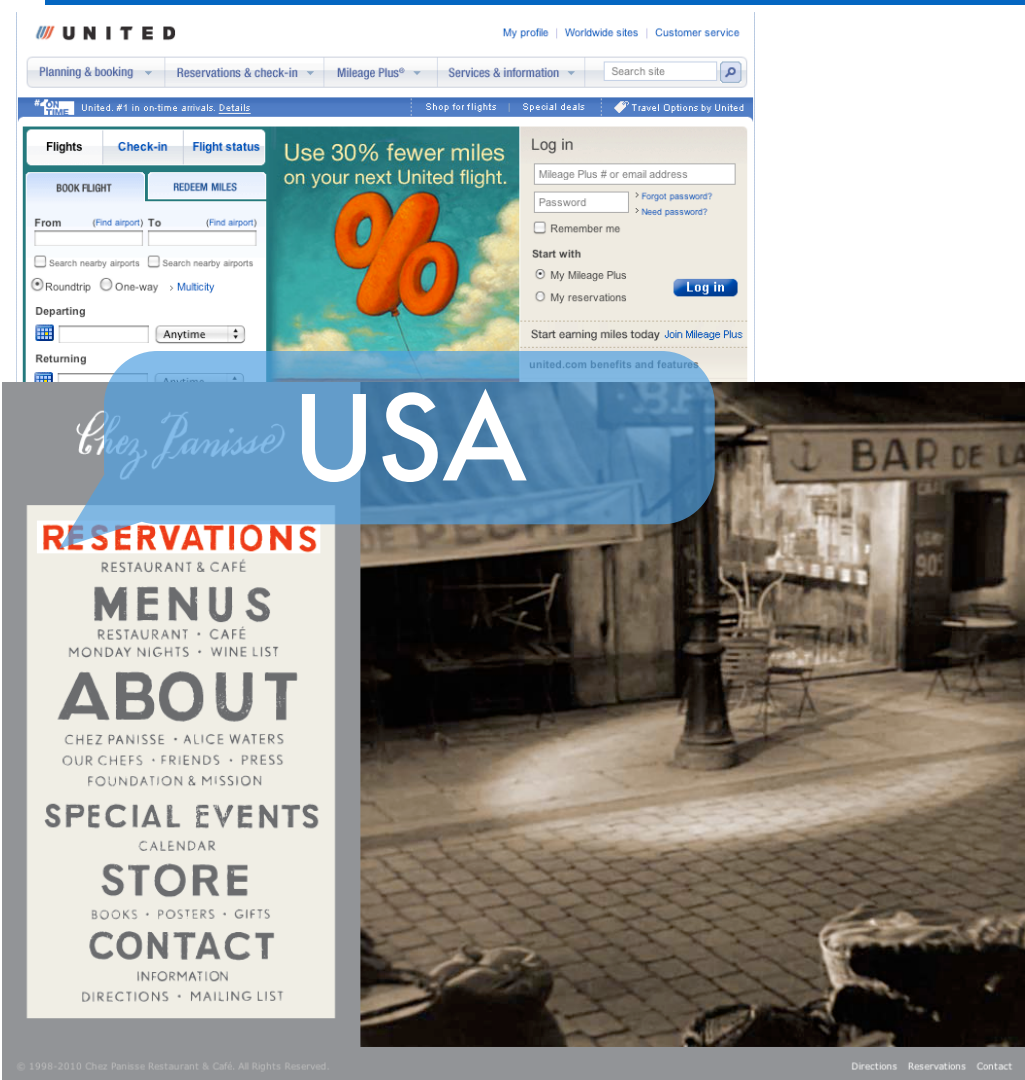 UNITED
My profile | Worldwide sites | Customer service
Planning & booking Reservations & check-in Mileage Plus® Services & information Search site
#1 ON TIME United. #1 in on-time arrivals. Details Shop for flights | Special deals Travel Options by United
Flights Check-in Flight status
BOOK FLIGHT REDEEM MILES
From (Find airport) To (Find airport)
Search nearby airports Search nearby airports
Roundtrip One-way › Multicity
Departing
Anytime
Returning
Anytime
Use 30% fewer miles
on your next United flight.
%
Log in
Mileage Plus # or email address
Password
› Forgot password?
› Need password?
Remember me
Start with
My Mileage Plus
My reservations
Log in
Start earning miles today Join Mileage Plus
united.com benefits and features
USA
Chez Panisse
RESERVATIONS
RESTAURANT & CAFÉ
MENUS
RESTAURANT • CAFÉ
MONDAY NIGHTS • WINE LIST
ABOUT
CHEZ PANISSE • ALICE WATERS
OUR CHEFS • FRIENDS • PRESS
FOUNDATION & MISSION
SPECIAL EVENTS
CALENDAR
STORE
BOOKS • POSTERS • GIFTS
CONTACT
INFORMATION
DIRECTIONS • MAILING LIST
BAR DE LA
DE PECHE
CAFE
90
© 1998-2010 Chez Panisse Restaurant & Café. All Rights Reserved.
Directions Reservations Contact